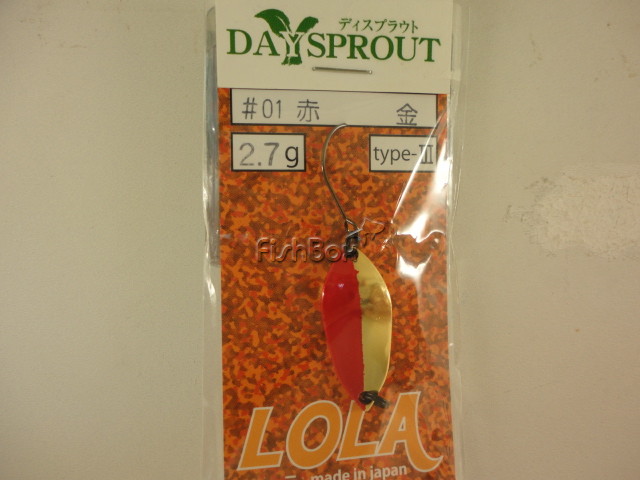 ディスプラウト
DAYSPROUT
#01 赤 金
2.7g type-III
FishBo
LOLA
made in japan